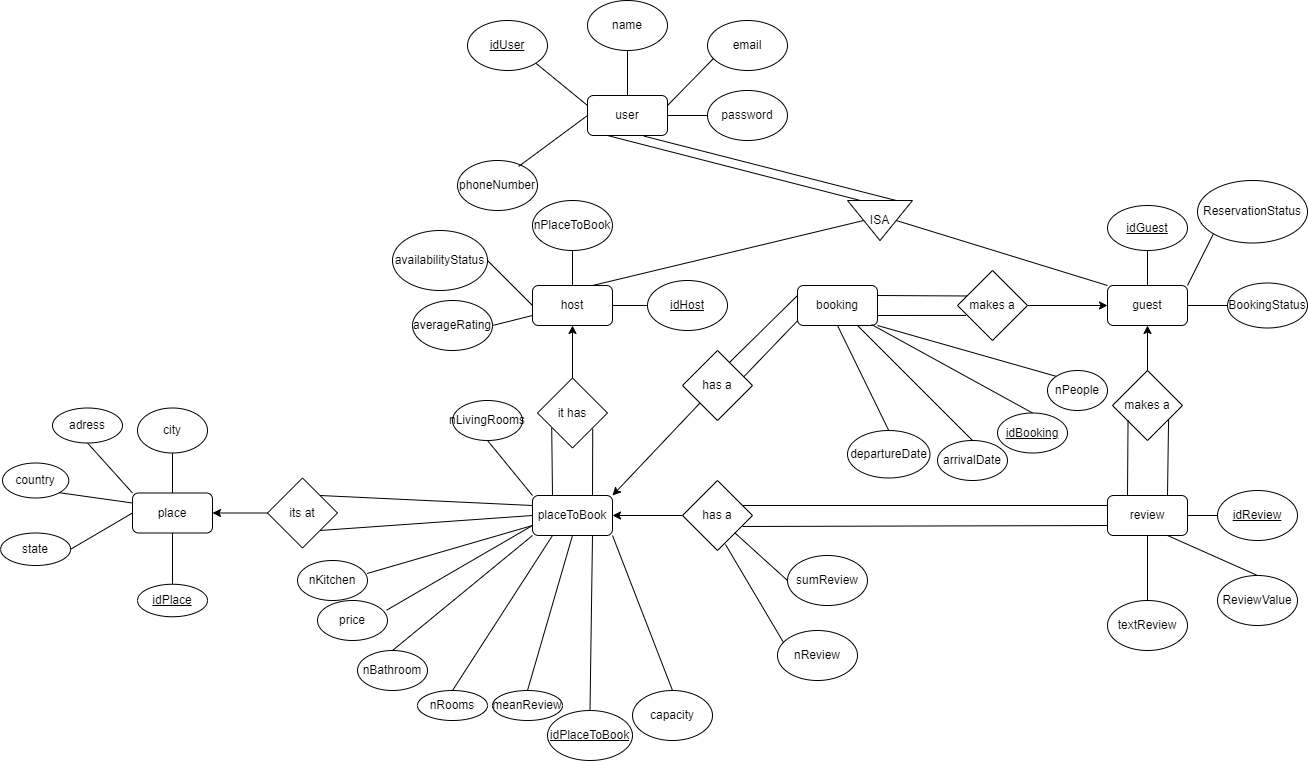 name
idUser
email
user
password
phoneNumber
ISA
nPlaceToBook
ReservationStatus
idGuest
availabilityStatus
host
idHost
booking
makes a
guest
BookingStatus
averageRating
has a
nPeople
makes a
it has
nLivingRooms
adress
city
idBooking
departureDate
arrivalDate
country
place
its at
placeToBook
has a
review
idReview
state
nKitchen
sumReview
idPlace
ReviewValue
price
textReview
nBathroom
nReview
nRooms
meanReview
capacity
idPlaceToBook